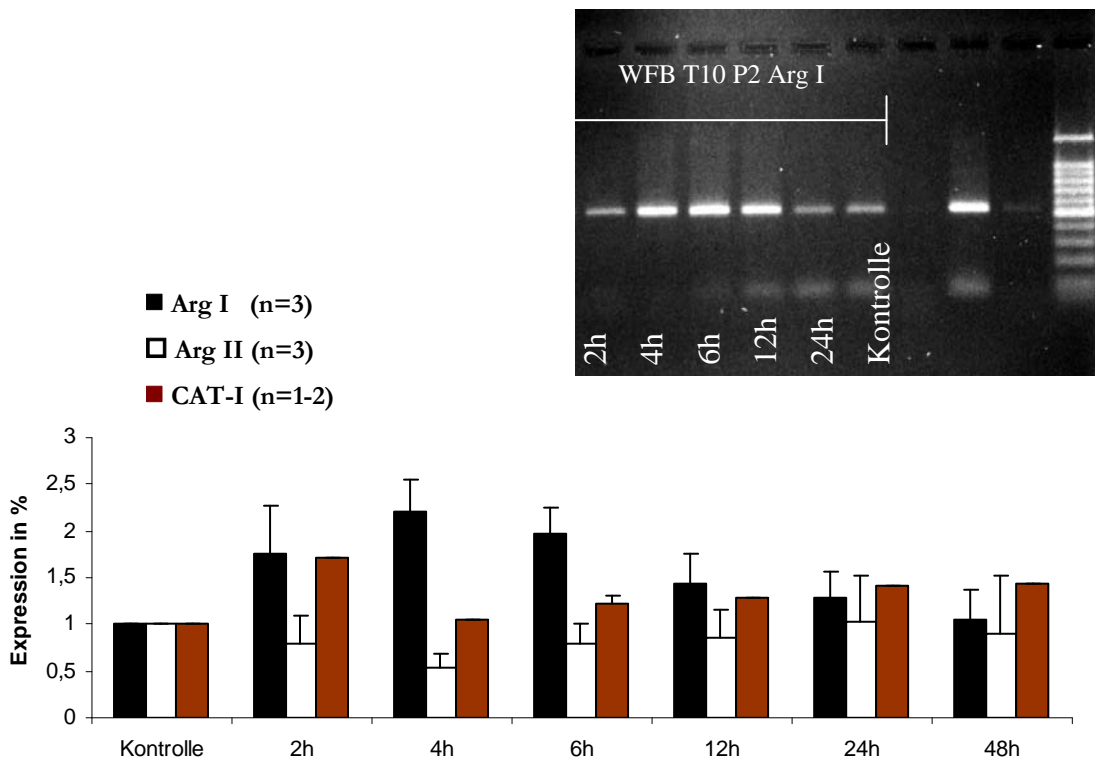 WFB T10 P2 Arg I
2h
4h
6h
12h
24h
Kontrolle
Arg I (n=3)
Arg II (n=3)
CAT-I (n=1-2)
Expression in %
3
2,5
2
1,5
1
0,5
0
Kontrolle 2h 4h 6h 12h 24h 48h